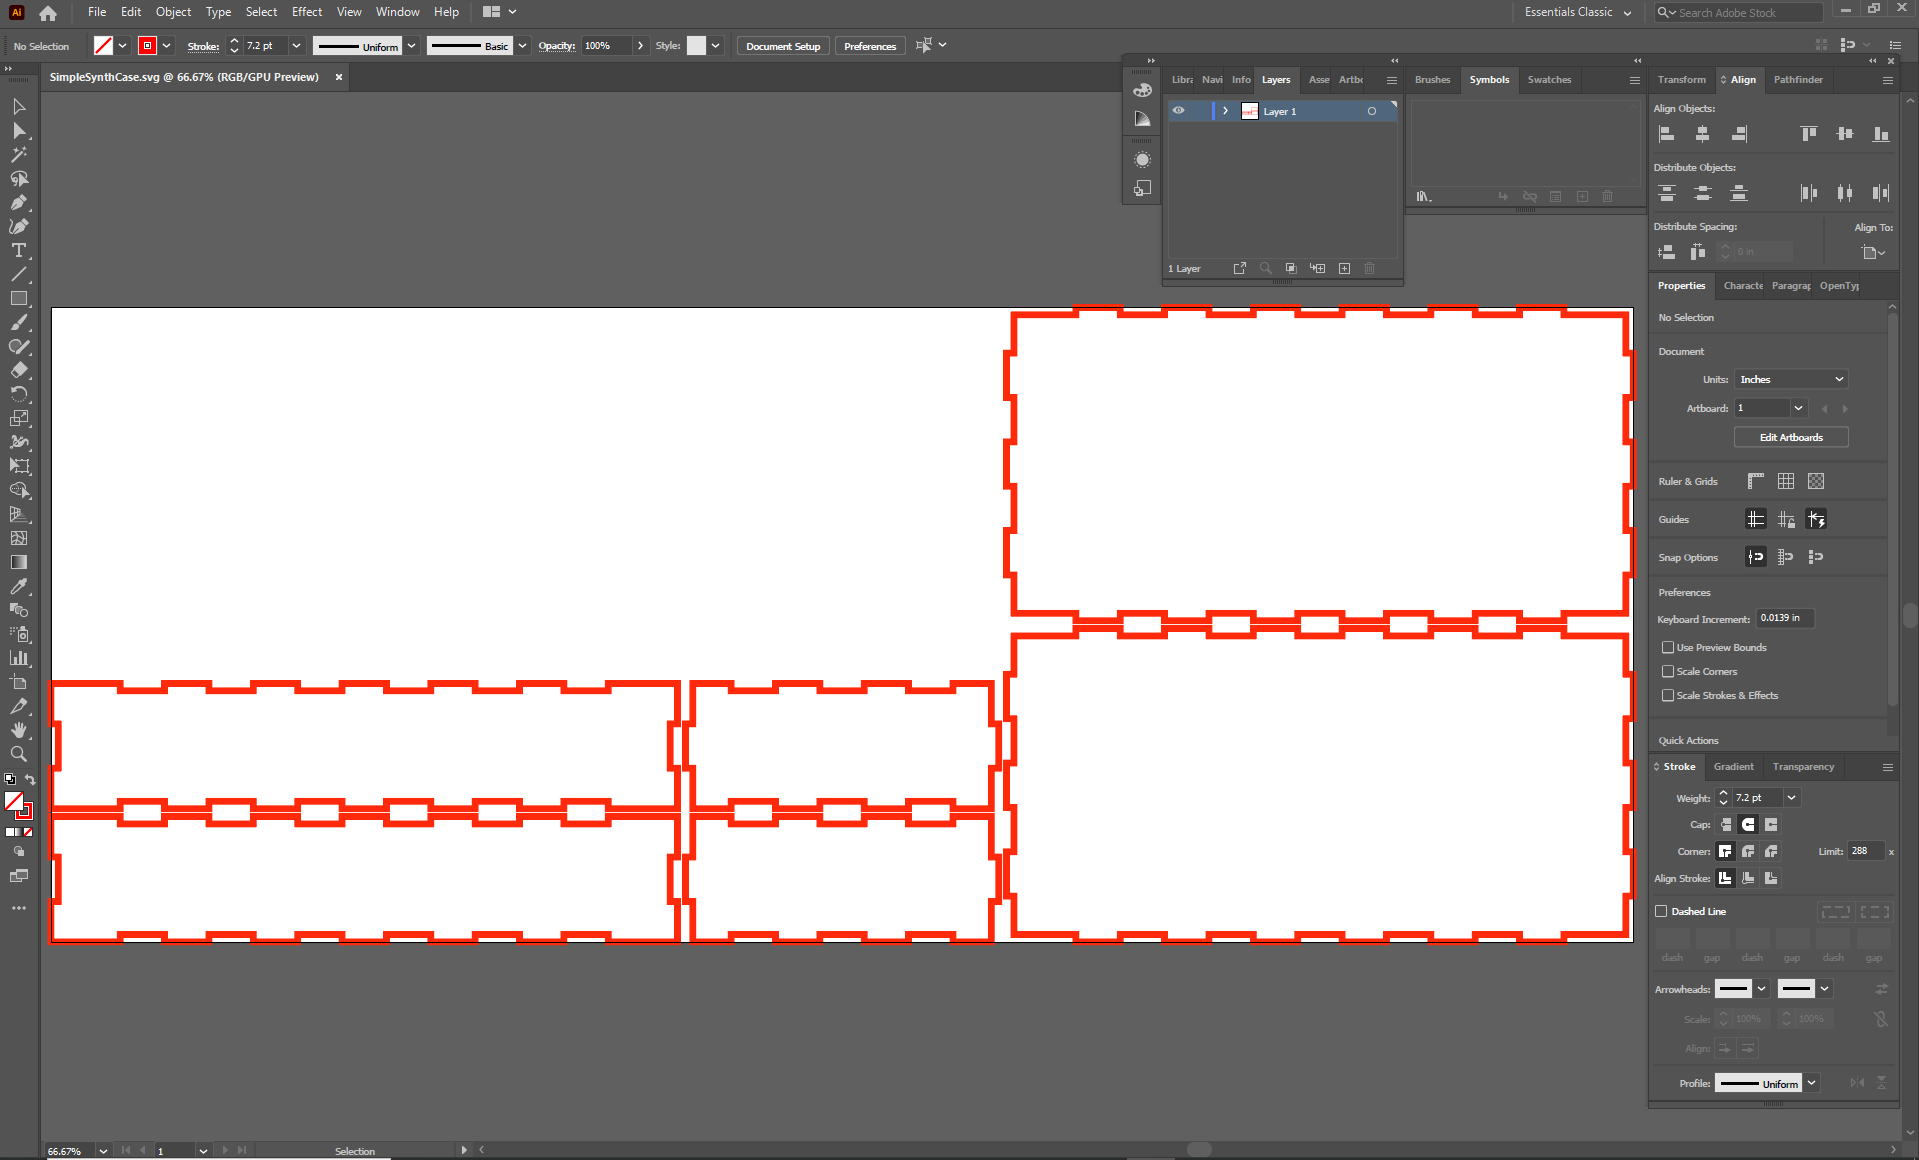 Ai File Edit Object Type Select Effect View Window Help Essentials Classic Search Adobe Stock
No Selection Stroke: 7.2 pt Uniform Basic Opacity: 100% Style: Document Setup Preferences
SimpleSynthCase.svg @ 66.67% (RGB/GPU Preview) ×
Libra Navi Info Layers Asse Artbo
Layer 1
1 Layer
Brushes Symbols Swatches
Transform Align Pathfinder
Align Objects:
Distribute Objects:
Distribute Spacing: Align To:
0 in
Properties Characte Paragrap OpenTyp
No Selection
Document
Units: Inches
Artboard: 1
Edit Artboards
Ruler & Grids
Guides
Snap Options
Preferences
Keyboard Increment: 0.0139 in
Use Preview Bounds
Scale Corners
Scale Strokes & Effects
Quick Actions
Stroke Gradient Transparency
Weight: 7.2 pt
Cap:
Corner: Limit: 288 x
Align Stroke:
Dashed Line
dash gap dash gap dash gap
Arrowheads:
Scale: 100% 100%
Align:
Profile: Uniform
66.67% 1 Selection